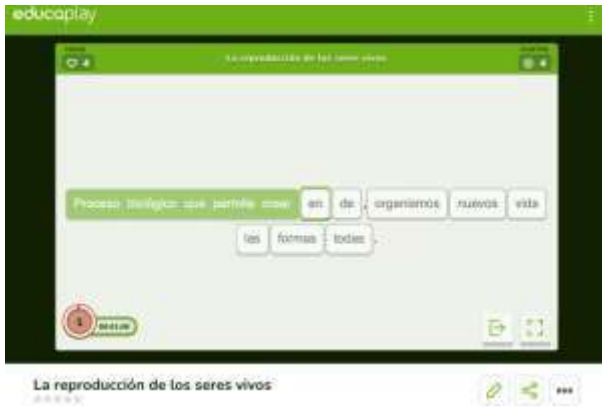 educaplay
La reproducción de los seres vivos
Proceso biológico que permite crear en de , organismos nuevos vida
las formas todas .
1
La reproducción de los seres vivos